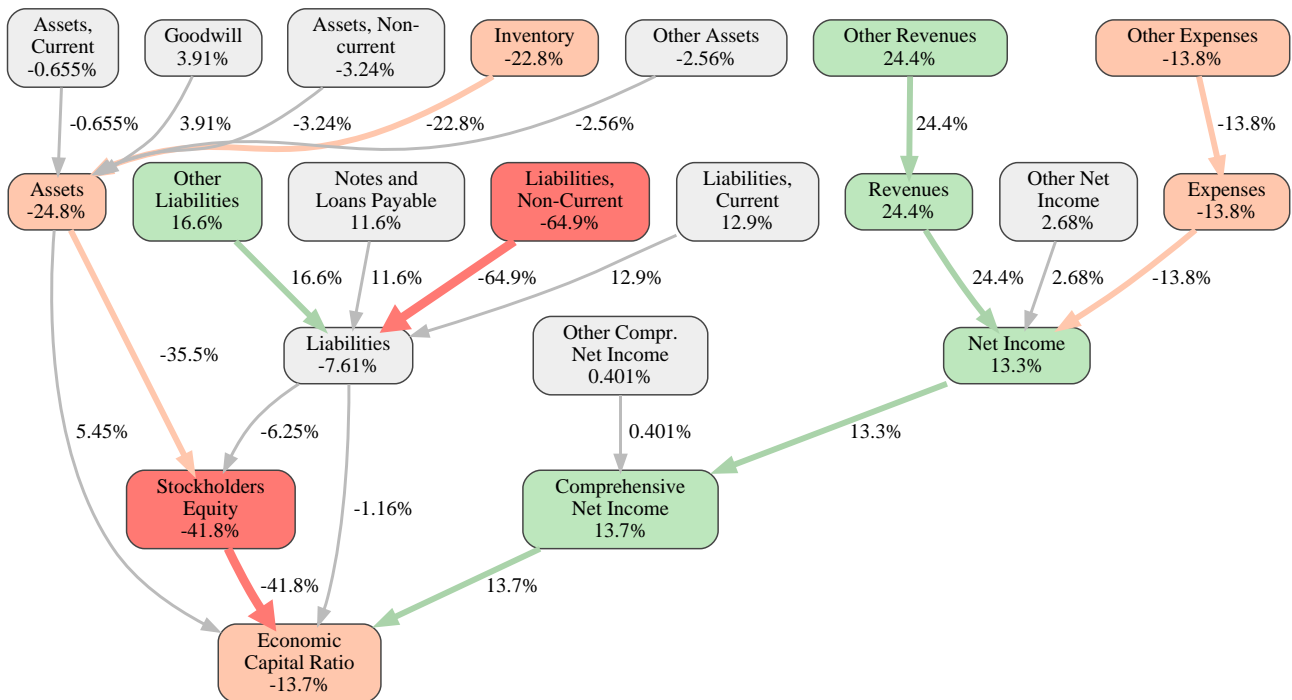 Assets,
Current
-0.655%
Goodwill
3.91%
Assets, Non-
current
-3.24%
Inventory
-22.8%
Other Assets
-2.56%
Other Revenues
24.4%
Other Expenses
-13.8%
-0.655%
3.91%
-3.24%
-22.8%
-2.56%
24.4%
-13.8%
Assets
-24.8%
Other
Liabilities
16.6%
Notes and
Loans Payable
11.6%
Liabilities,
Non-Current
-64.9%
Liabilities,
Current
12.9%
Revenues
24.4%
Other Net
Income
2.68%
Expenses
-13.8%
16.6%
11.6%
-64.9%
12.9%
24.4%
2.68%
-13.8%
-35.5%
Liabilities
-7.61%
Other Compr.
Net Income
0.401%
Net Income
13.3%
5.45%
-6.25%
0.401%
13.3%
Stockholders
Equity
-41.8%
-1.16%
Comprehensive
Net Income
13.7%
-41.8%
13.7%
Economic
Capital Ratio
-13.7%